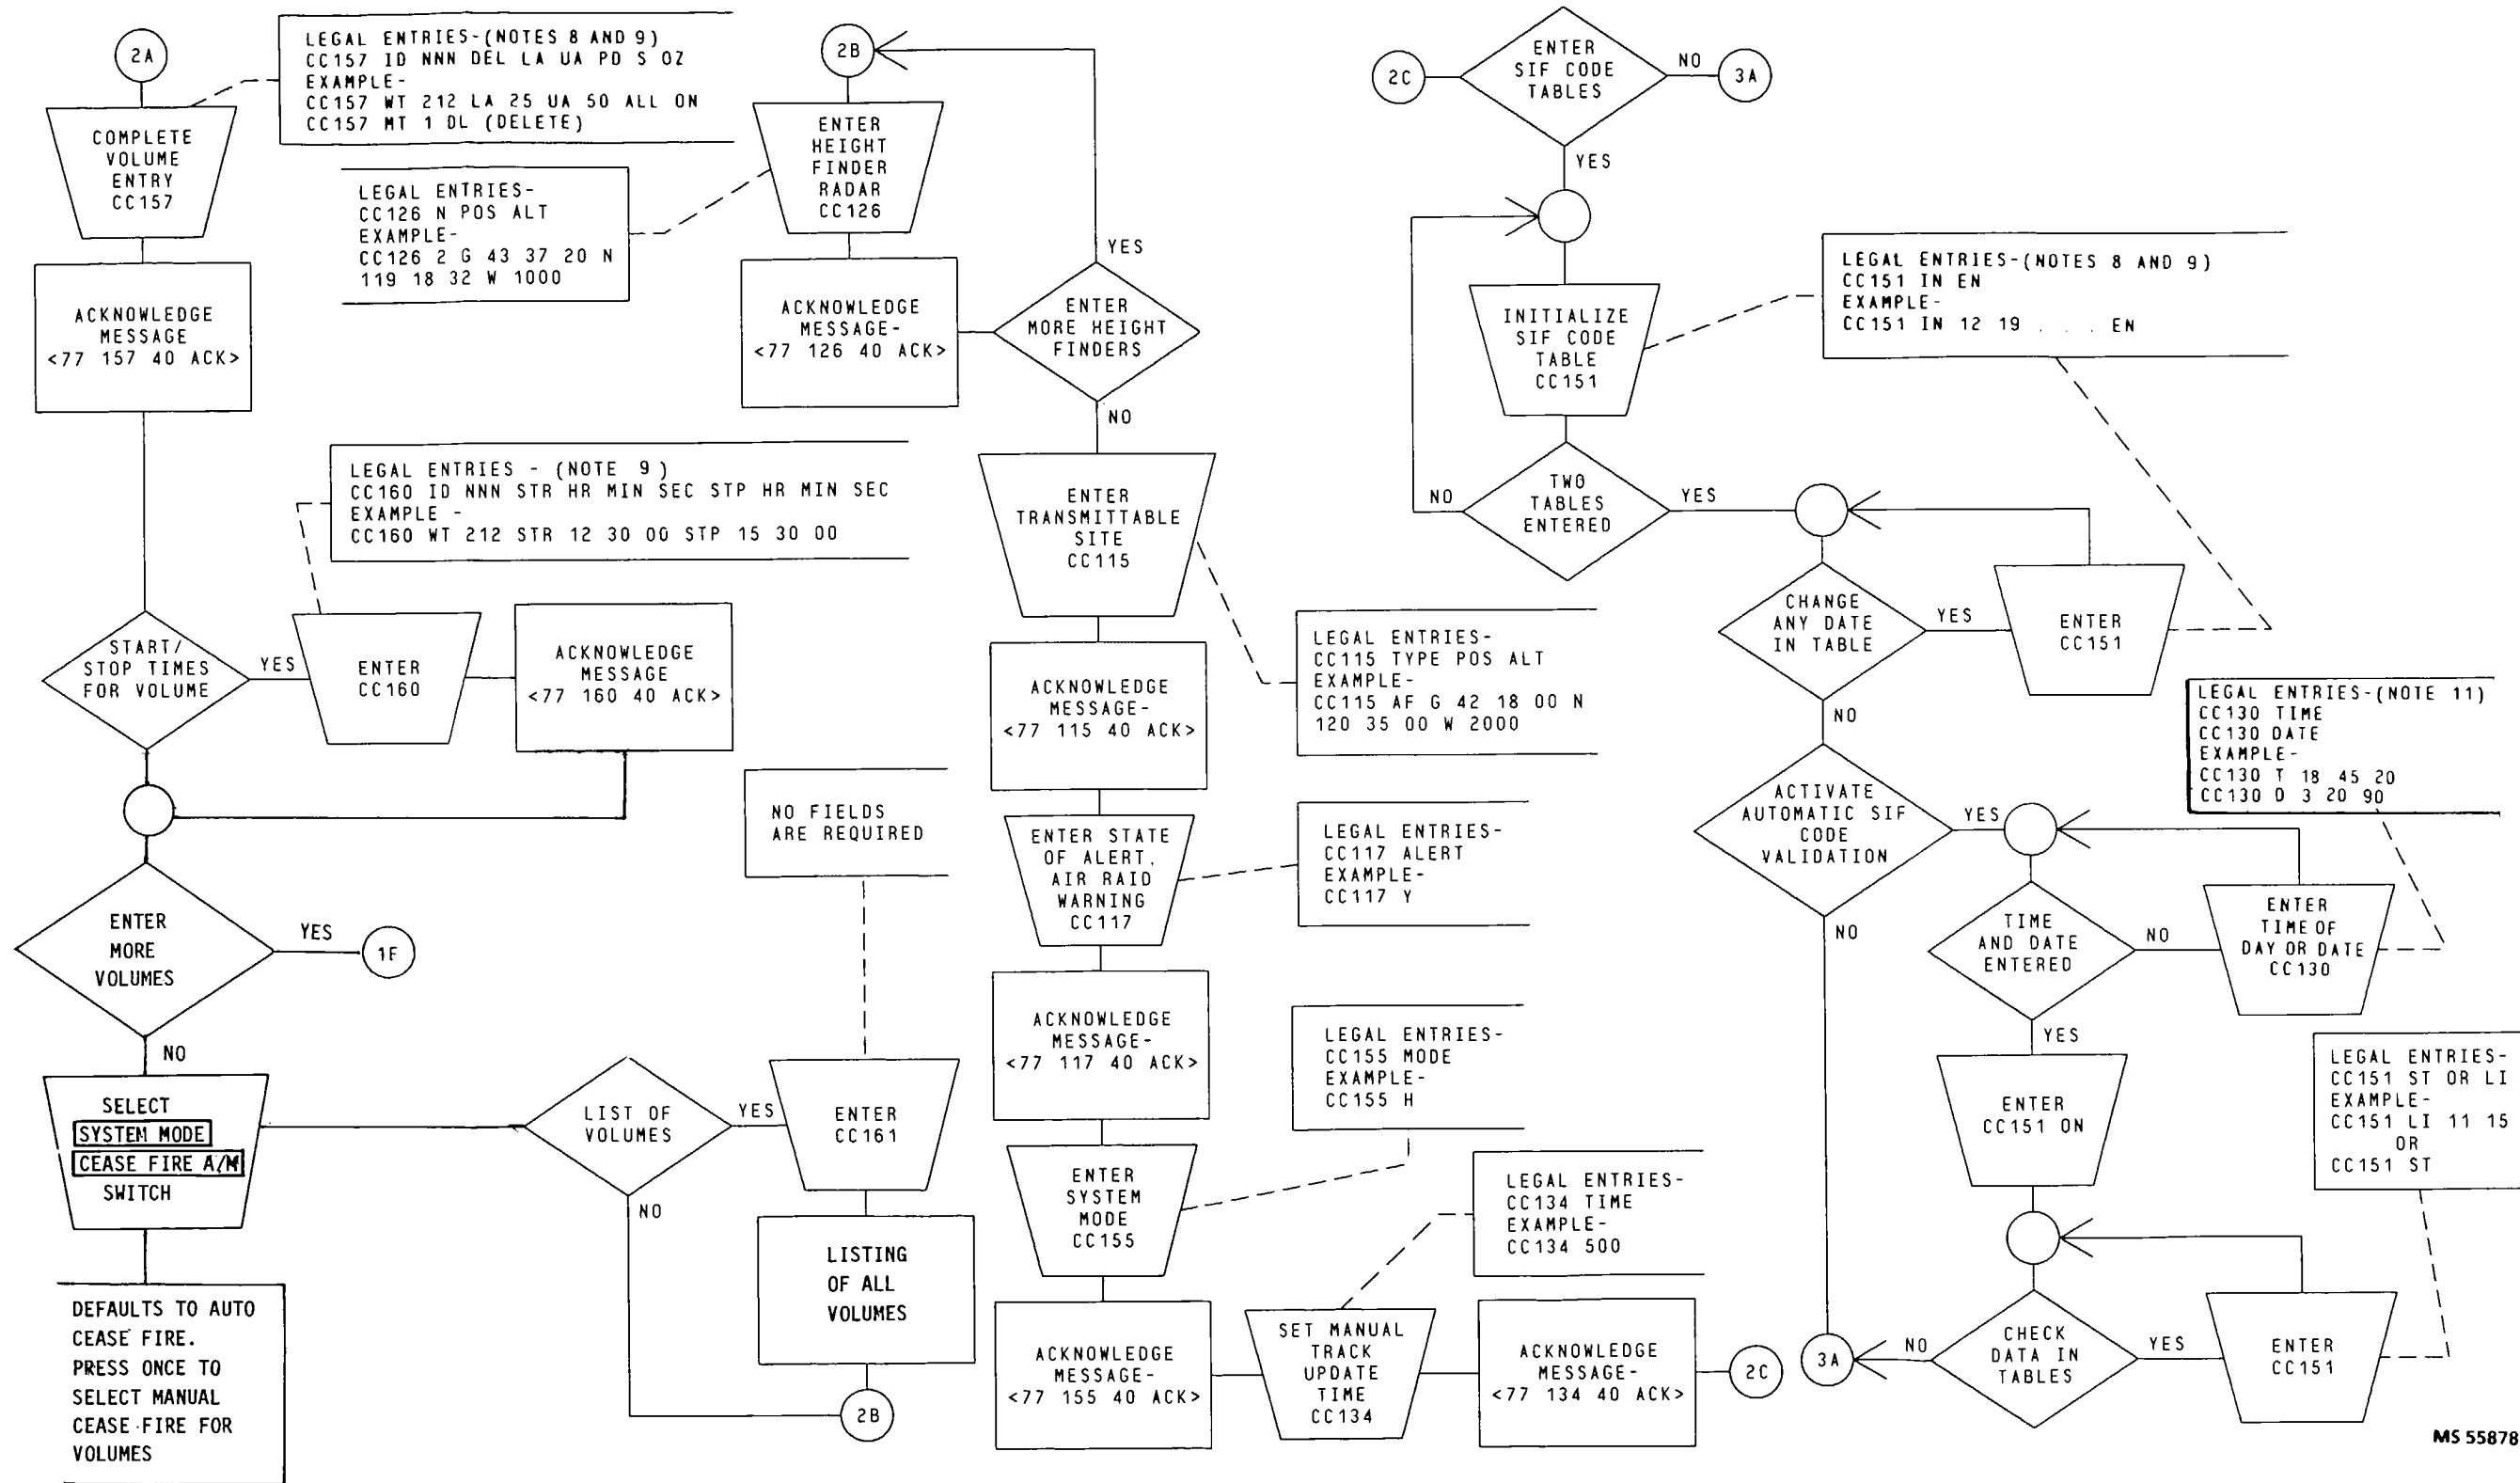 2A
LEGAL ENTRIES-(NOTES 8 AND 9)
CC157 ID NNN DEL LA UA PD S OZ
EXAMPLE-
CC157 WT 212 LA 25 UA 50 ALL ON
CC157 MT 1 DL (DELETE)
COMPLETE
VOLUME
ENTRY
CC157
ACKNOWLEDGE
MESSAGE
<77 157 40 ACK>
LEGAL ENTRIES - (NOTE 9)
CC160 ID NNN STR HR MIN SEC STP HR MIN SEC
EXAMPLE -
CC160 WT 212 STR 12 30 00 STP 15 30 00
START/
STOP TIMES
FOR VOLUME
YES
ENTER
CC160
ACKNOWLEDGE
MESSAGE
<77 160 40 ACK>
ENTER
MORE
VOLUMES
YES
1F
NO
SELECT
SYSTEM MODE
CEASE FIRE A/M
SWITCH
DEFAULTS TO AUTO
CEASE FIRE.
PRESS ONCE TO
SELECT MANUAL
CEASE FIRE FOR
VOLUMES
LIST OF
VOLUMES
YES
NO
NO FIELDS
ARE REQUIRED
ENTER
CC161
LISTING
OF ALL
VOLUMES
2B
2B
ENTER
HEIGHT
FINDER
RADAR
CC126
LEGAL ENTRIES-
CC126 N POS ALT
EXAMPLE-
CC126 2 G 43 37 20 N
119 18 32 W 1000
ACKNOWLEDGE
MESSAGE-
<77 126 40 ACK>
YES
ENTER
MORE HEIGHT
FINDERS
NO
ENTER
TRANSMITTABLE
SITE
CC115
LEGAL ENTRIES-
CC115 TYPE POS ALT
EXAMPLE-
CC115 AF G 42 18 00 N
120 35 00 W 2000
ACKNOWLEDGE
MESSAGE-
<77 115 40 ACK>
ENTER STATE
OF ALERT,
AIR RAID
WARNING
CC117
LEGAL ENTRIES-
CC117 ALERT
EXAMPLE-
CC117 Y
ACKNOWLEDGE
MESSAGE-
<77 117 40 ACK>
LEGAL ENTRIES-
CC155 MODE
EXAMPLE-
CC155 H
ENTER
SYSTEM
MODE
CC155
ACKNOWLEDGE
MESSAGE-
<77 155 40 ACK>
LEGAL ENTRIES-
CC134 TIME
EXAMPLE-
CC134 500
SET MANUAL
TRACK
UPDATE
TIME
CC134
ACKNOWLEDGE
MESSAGE-
<77 134 40 ACK>
2C
2C
ENTER
SIF CODE
TABLES
NO
3A
YES
INITIALIZE
SIF CODE
TABLE
CC151
LEGAL ENTRIES-(NOTES 8 AND 9)
CC151 IN EN
EXAMPLE-
CC151 IN 12 19 . . . EN
NO
TWO
TABLES
ENTERED
YES
CHANGE
ANY DATE
IN TABLE
YES
ENTER
CC151
NO
LEGAL ENTRIES-(NOTE 11)
CC130 TIME
CC130 DATE
EXAMPLE-
CC130 T 18 45 20
CC130 D 3 20 90
ACTIVATE
AUTOMATIC SIF
CODE
VALIDATION
YES
NO
TIME
AND DATE
ENTERED
NO
ENTER
TIME OF
DAY OR DATE
CC130
YES
ENTER
CC151 ON
LEGAL ENTRIES-
CC151 ST OR LI
EXAMPLE-
CC151 LI 11 15
OR
CC151 ST
3A
NO
CHECK
DATA IN
TABLES
YES
ENTER
CC151
MS 55878